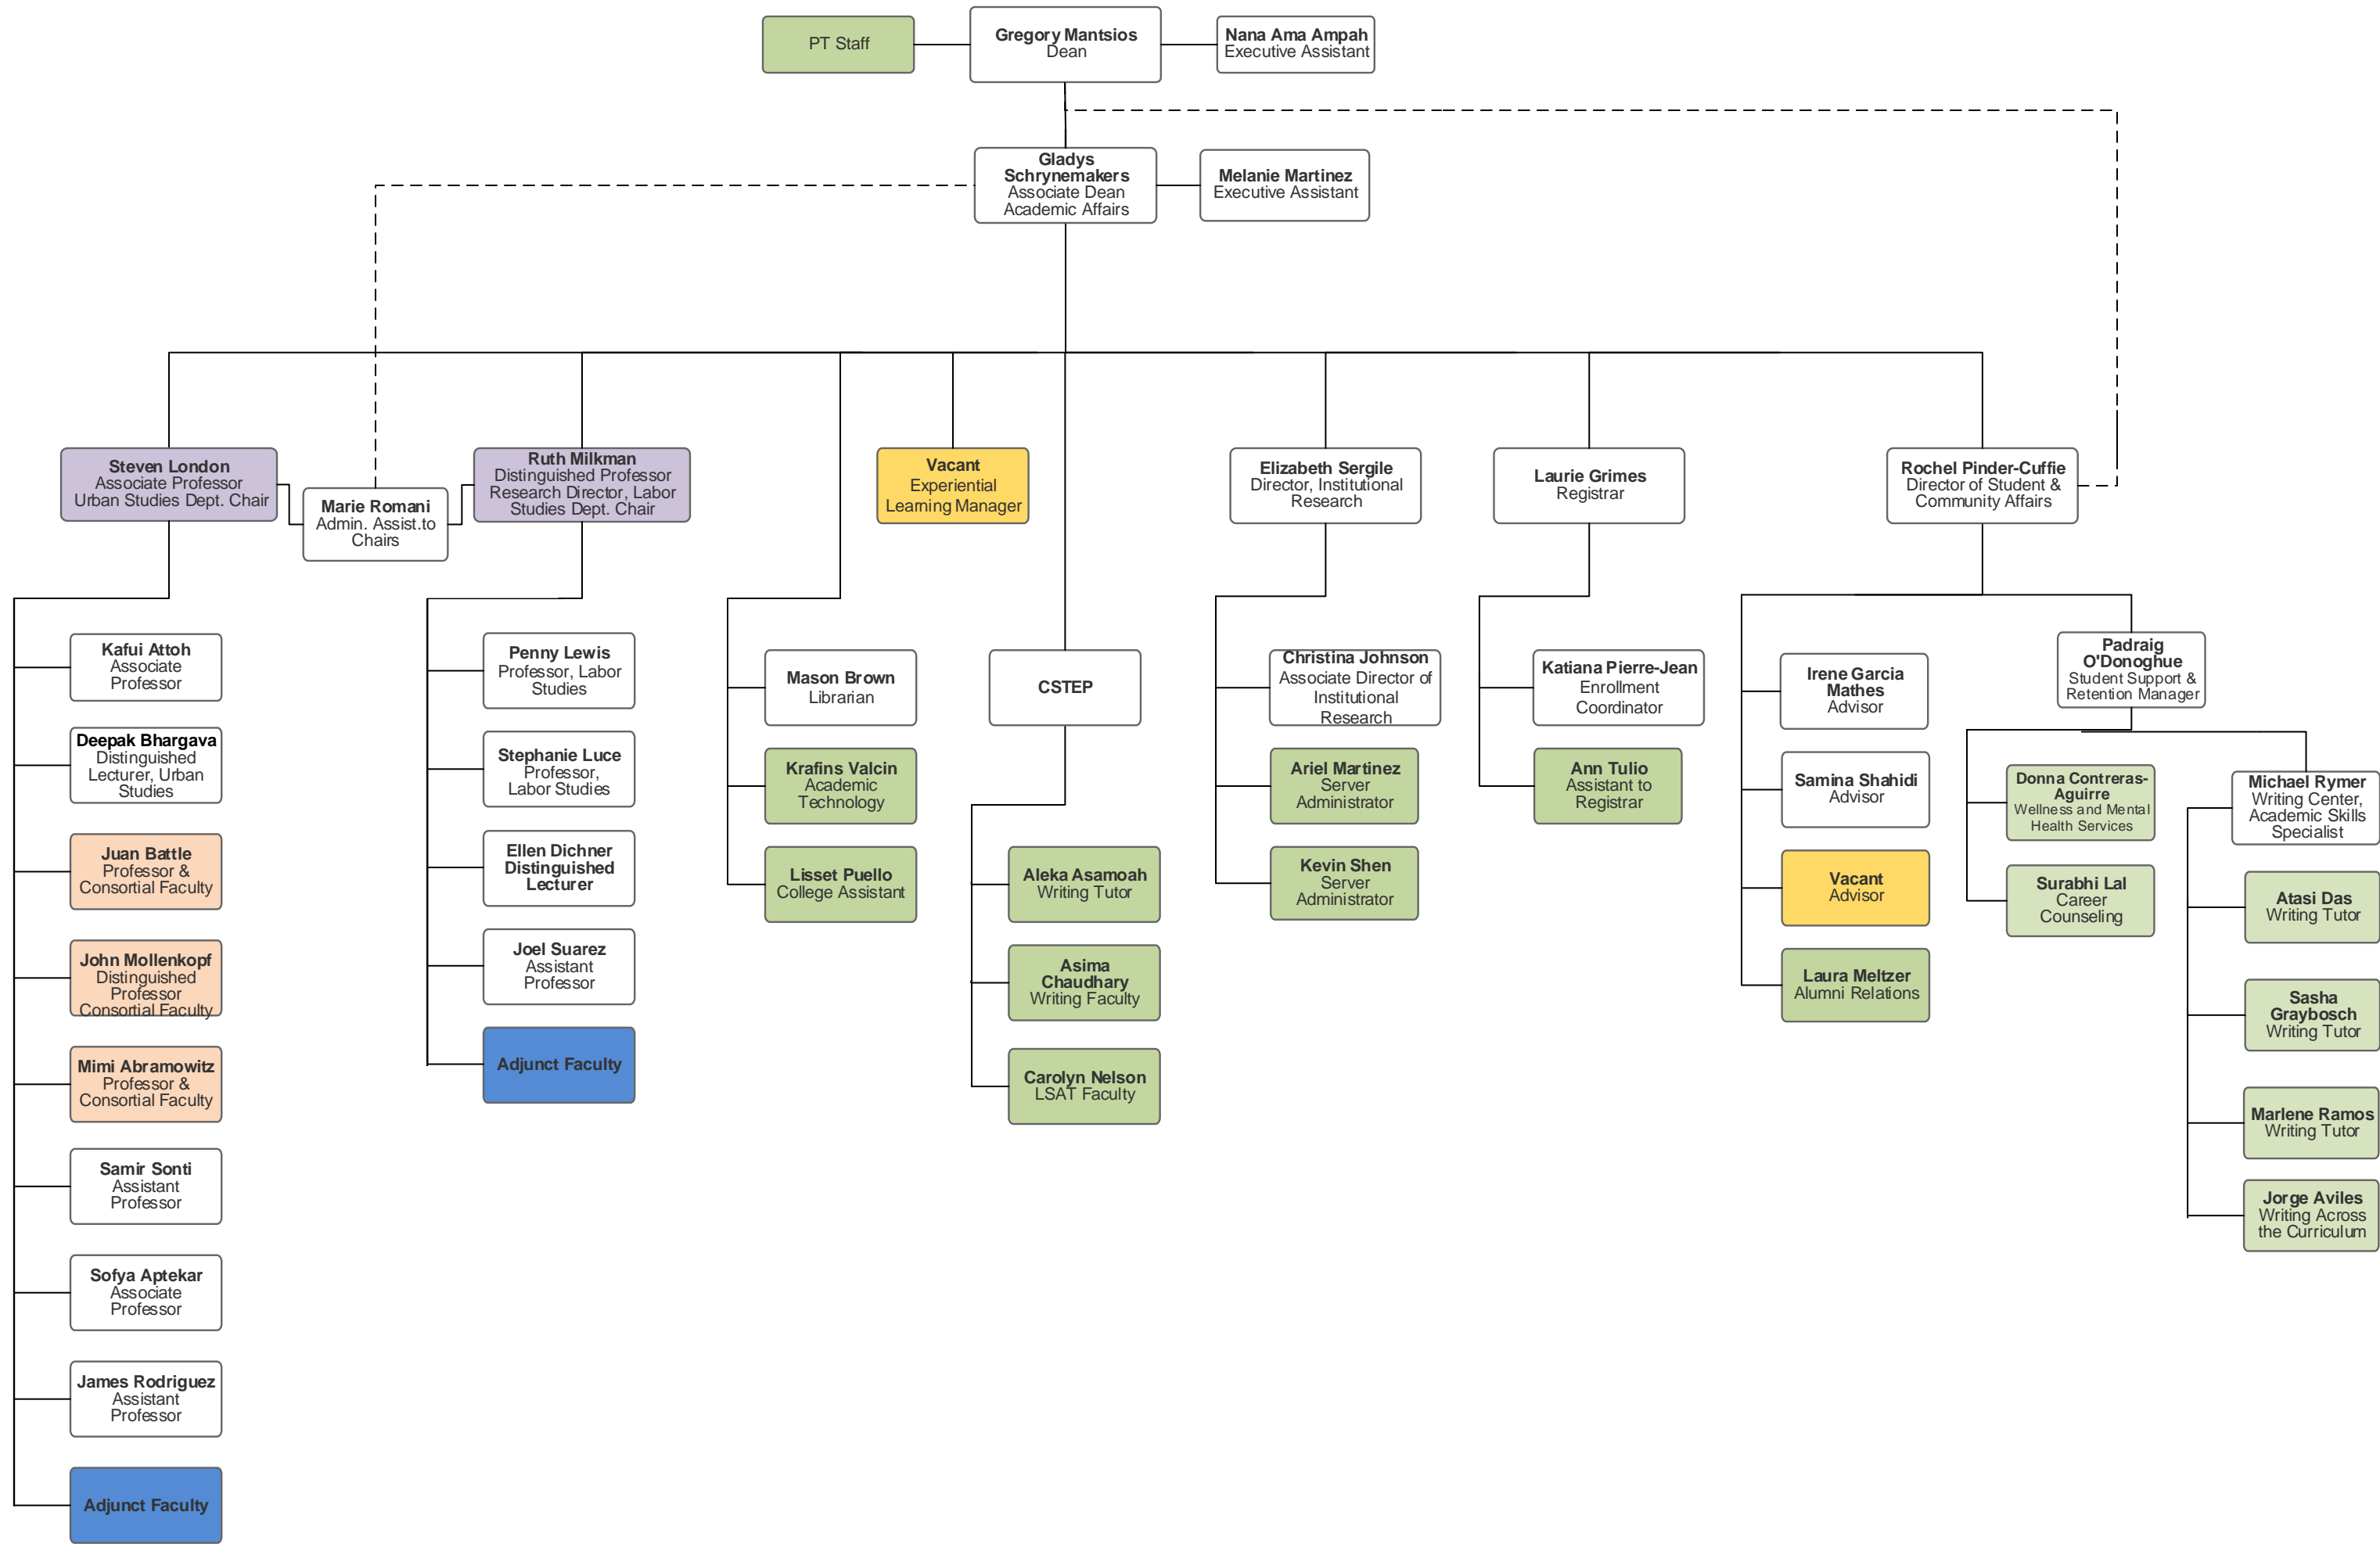 PT Staff
Gregory Mantsios
Dean
Nana Ama Ampah
Executive Assistant
Gladys
Schrynemakers
Associate Dean
Academic Affairs
Melanie Martinez
Executive Assistant
Steven London
Associate Professor
Urban Studies Dept. Chair
Marie Romani
Admin. Assist.to
Chairs
Ruth Milkman
Distinguished Professor
Research Director, Labor
Studies Dept. Chair
Vacant
Experiential
Learning Manager
Elizabeth Sergile
Director, Institutional
Research
Laurie Grimes
Registrar
Rochel Pinder-Cuffie
Director of Student &
Community Affairs
Kafui Attoh
Associate
Professor
Deepak Bhargava
Distinguished
Lecturer, Urban
Studies
Juan Battle
Professor &
Consortial Faculty
John Mollenkopf
Distinguished
Professor
Consortial Faculty
Mimi Abramowitz
Professor &
Consortial Faculty
Samir Sonti
Assistant
Professor
Sofya Aptekar
Associate
Professor
James Rodriguez
Assistant
Professor
Adjunct Faculty
Penny Lewis
Professor, Labor
Studies
Stephanie Luce
Professor,
Labor Studies
Ellen Dichner
Distinguished
Lecturer
Joel Suarez
Assistant
Professor
Adjunct Faculty
Mason Brown
Librarian
Krafins Valcin
Academic
Technology
Lisset Puello
College Assistant
CSTEP
Aleka Asamoah
Writing Tutor
Asima
Chaudhary
Writing Faculty
Carolyn Nelson
LSAT Faculty
Christina Johnson
Associate Director of
Institutional
Research
Ariel Martinez
Server
Administrator
Kevin Shen
Server
Administrator
Katiana Pierre-Jean
Enrollment
Coordinator
Ann Tulio
Assistant to
Registrar
Irene Garcia
Mathes
Advisor
Samina Shahidi
Advisor
Vacant
Advisor
Laura Meltzer
Alumni Relations
Padraig
O'Donoghue
Student Support &
Retention Manager
Donna Contreras-
Aguirre
Wellness and Mental
Health Services
Surabhi Lal
Career
Counseling
Michael Rymer
Writing Center,
Academic Skills
Specialist
Atasi Das
Writing Tutor
Sasha
Graybosch
Writing Tutor
Marlene Ramos
Writing Tutor
Jorge Aviles
Writing Across
the Curriculum